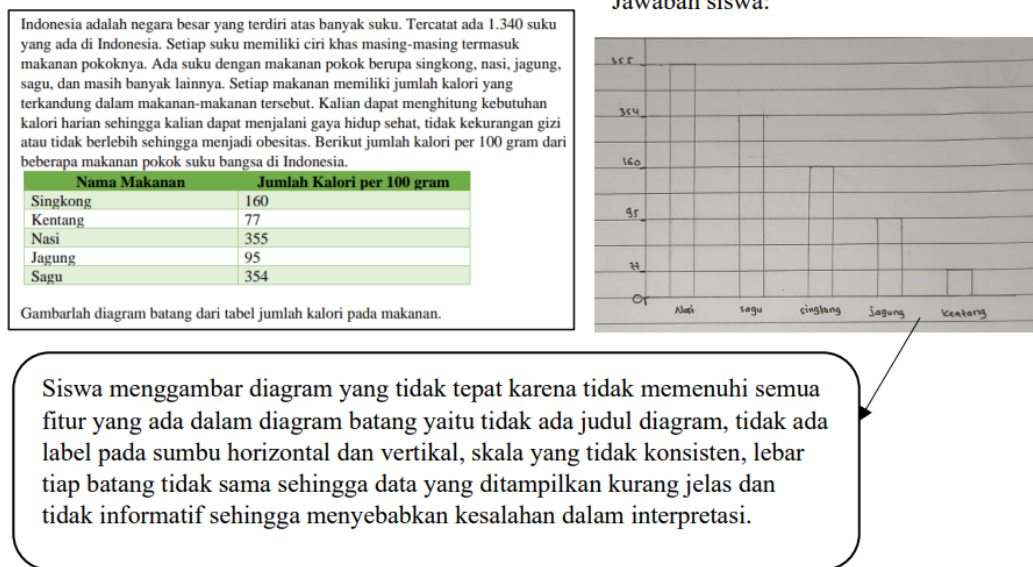 Indonesia adalah negara besar yang terdiri atas banyak suku. Tercatat ada 1.340 suku
yang ada di Indonesia. Setiap suku memiliki ciri khas masing-masing termasuk
makanan pokoknya. Ada suku dengan makanan pokok berupa singkong, nasi, jagung,
sagu, dan masih banyak lainnya. Setiap makanan memiliki jumlah kalori yang
terkandung dalam makanan-makanan tersebut. Kalian dapat menghitung kebutuhan
kalori harian sehingga kalian dapat menjalani gaya hidup sehat, tidak kekurangan gizi
atau tidak berlebih sehingga menjadi obesitas. Berikut jumlah kalori per 100 gram dari
beberapa makanan pokok suku bangsa di Indonesia.
Nama Makanan Jumlah Kalori per 100 gram
Singkong 160
Kentang 77
Nasi 355
Jagung 95
Sagu 354
Gambarlah diagram batang dari tabel jumlah kalori pada makanan.
Jawaban siswa:
355
354
160
95
77
0
Nasi sagu singkong Jagung kentang
Siswa menggambar diagram yang tidak tepat karena tidak memenuhi semua
fitur yang ada dalam diagram batang yaitu tidak ada judul diagram, tidak ada
label pada sumbu horizontal dan vertikal, skala yang tidak konsisten, lebar
tiap batang tidak sama sehingga data yang ditampilkan kurang jelas dan
tidak informatif sehingga menyebabkan kesalahan dalam interpretasi.